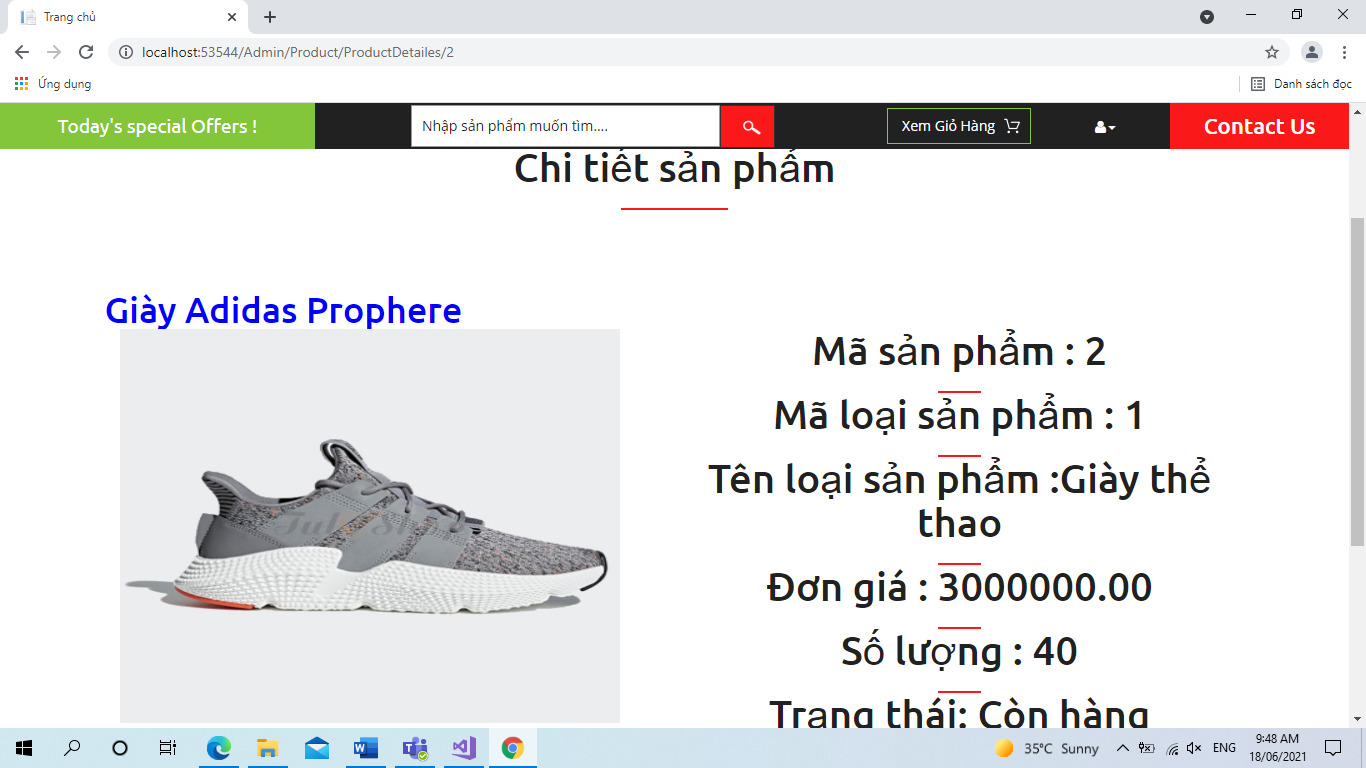 Trang chủ
localhost:53544/Admin/Product/ProductDetailes/2
Ứng dụng
Danh sách đọc
Today's special Offers !
Nhập sản phẩm muốn tìm....
Xem Giỏ Hàng
Contact Us
Chi tiết sản phấm
Giày Adidas Prophere
Mã sản phẩm : 2
Mã loại sản phẩm : 1
Tên loại sản phẩm :Giày thể
thao
Đơn giá : 3000000.00
Số lượng : 40
Trạng thái: Còn hàng
35°C Sunny
ENG
9:48 AM
18/06/2021